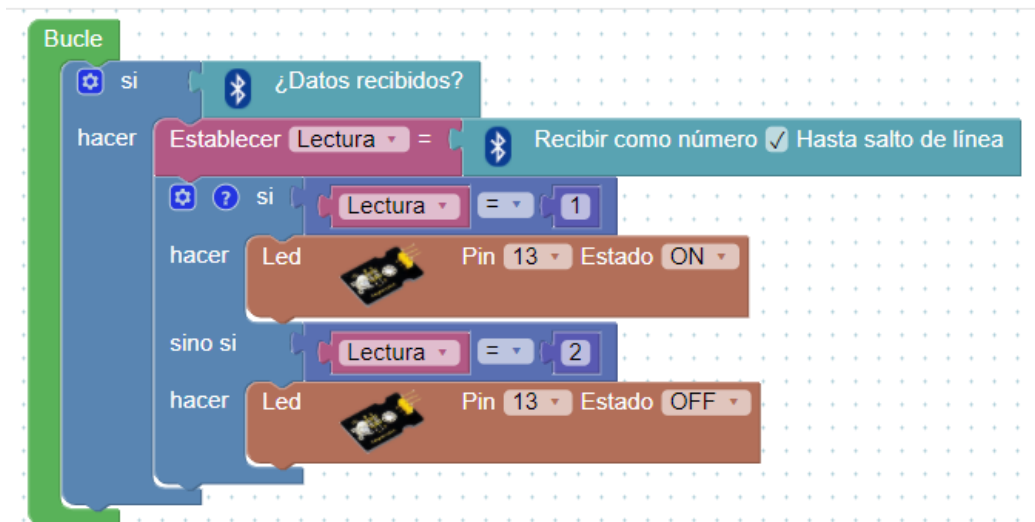 Bucle
si ¿Datos recibidos?
hacer Establecer Lectura = Recibir como número Hasta salto de línea
? si Lectura = 1
hacer Led Pin 13 Estado ON
sino si Lectura = 2
hacer Led Pin 13 Estado OFF